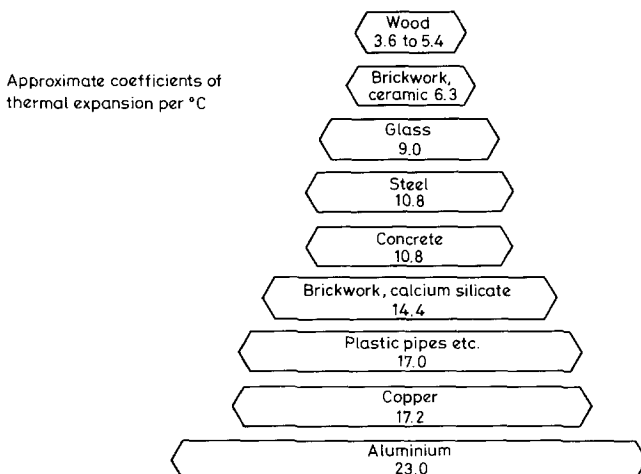 Wood
3.6 to 5.4
Approximate coefficients of
thermal expansion per °C
Brickwork,
ceramic 6.3
Glass
9.0
Steel
10.8
Concrete
10.8
Brickwork, calcium silicate
14.4
Plastic pipes etc.
17.0
Copper
17.2
Aluminium
23.0